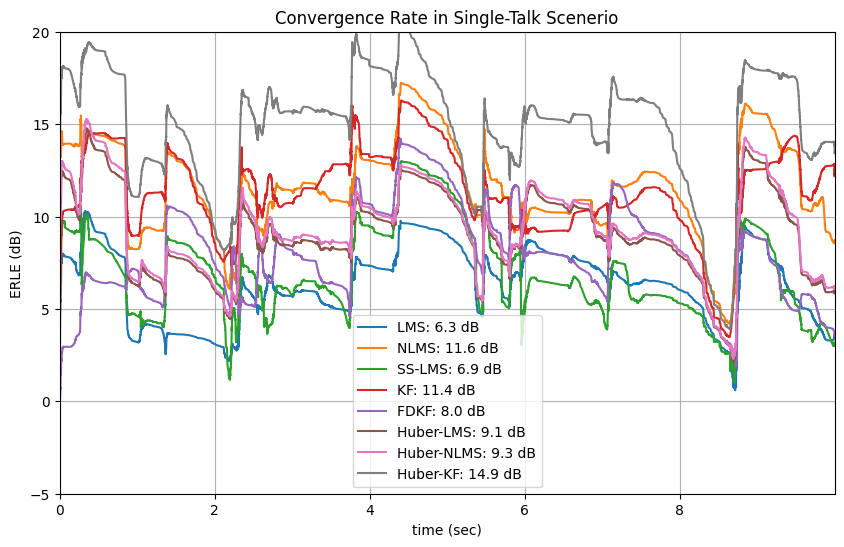 Convergence Rate in Single-Talk Scenerio
20
15
10
5
0
−5
ERLE (dB)
LMS: 6.3 dB
NLMS: 11.6 dB
SS-LMS: 6.9 dB
KF: 11.4 dB
FDKF: 8.0 dB
Huber-LMS: 9.1 dB
Huber-NLMS: 9.3 dB
Huber-KF: 14.9 dB
0 2 4 6 8
time (sec)